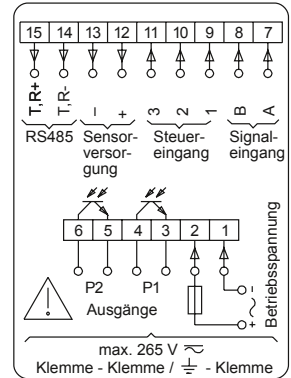 15 14 13 12 11 10 9 8 7
T,R+ T,R- – + 3 2 1 B A
RS485 Sensor- Steuer- Signal-
versor- eingang eingang
gung
6 5 4 3 2 1
P2 P1
Ausgänge
Betriebsspannung
-
+
max. 265 V
Klemme - Klemme / - Klemme